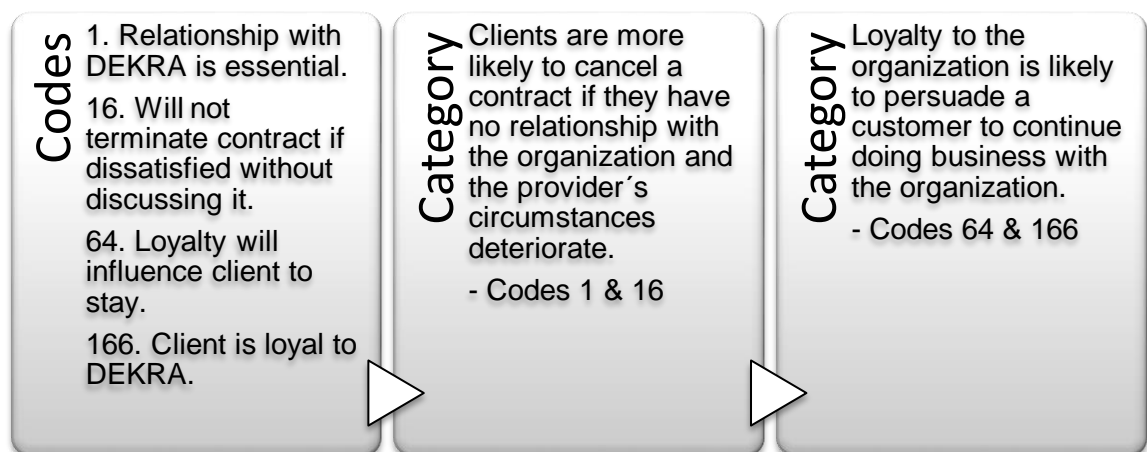 Codes
1. Relationship with
DEKRA is essential.
16. Will not
terminate contract if
dissatisfied without
discussing it.
64. Loyalty will
influence client to
stay.
166. Client is loyal to
DEKRA.
Category
Clients are more
likely to cancel a
contract if they have
no relationship with
the organization and
the provider´s
circumstances
deteriorate.
- Codes 1 & 16
Category
Loyalty to the
organization is likely
to persuade a
customer to continue
doing business with
the organization.
- Codes 64 & 166